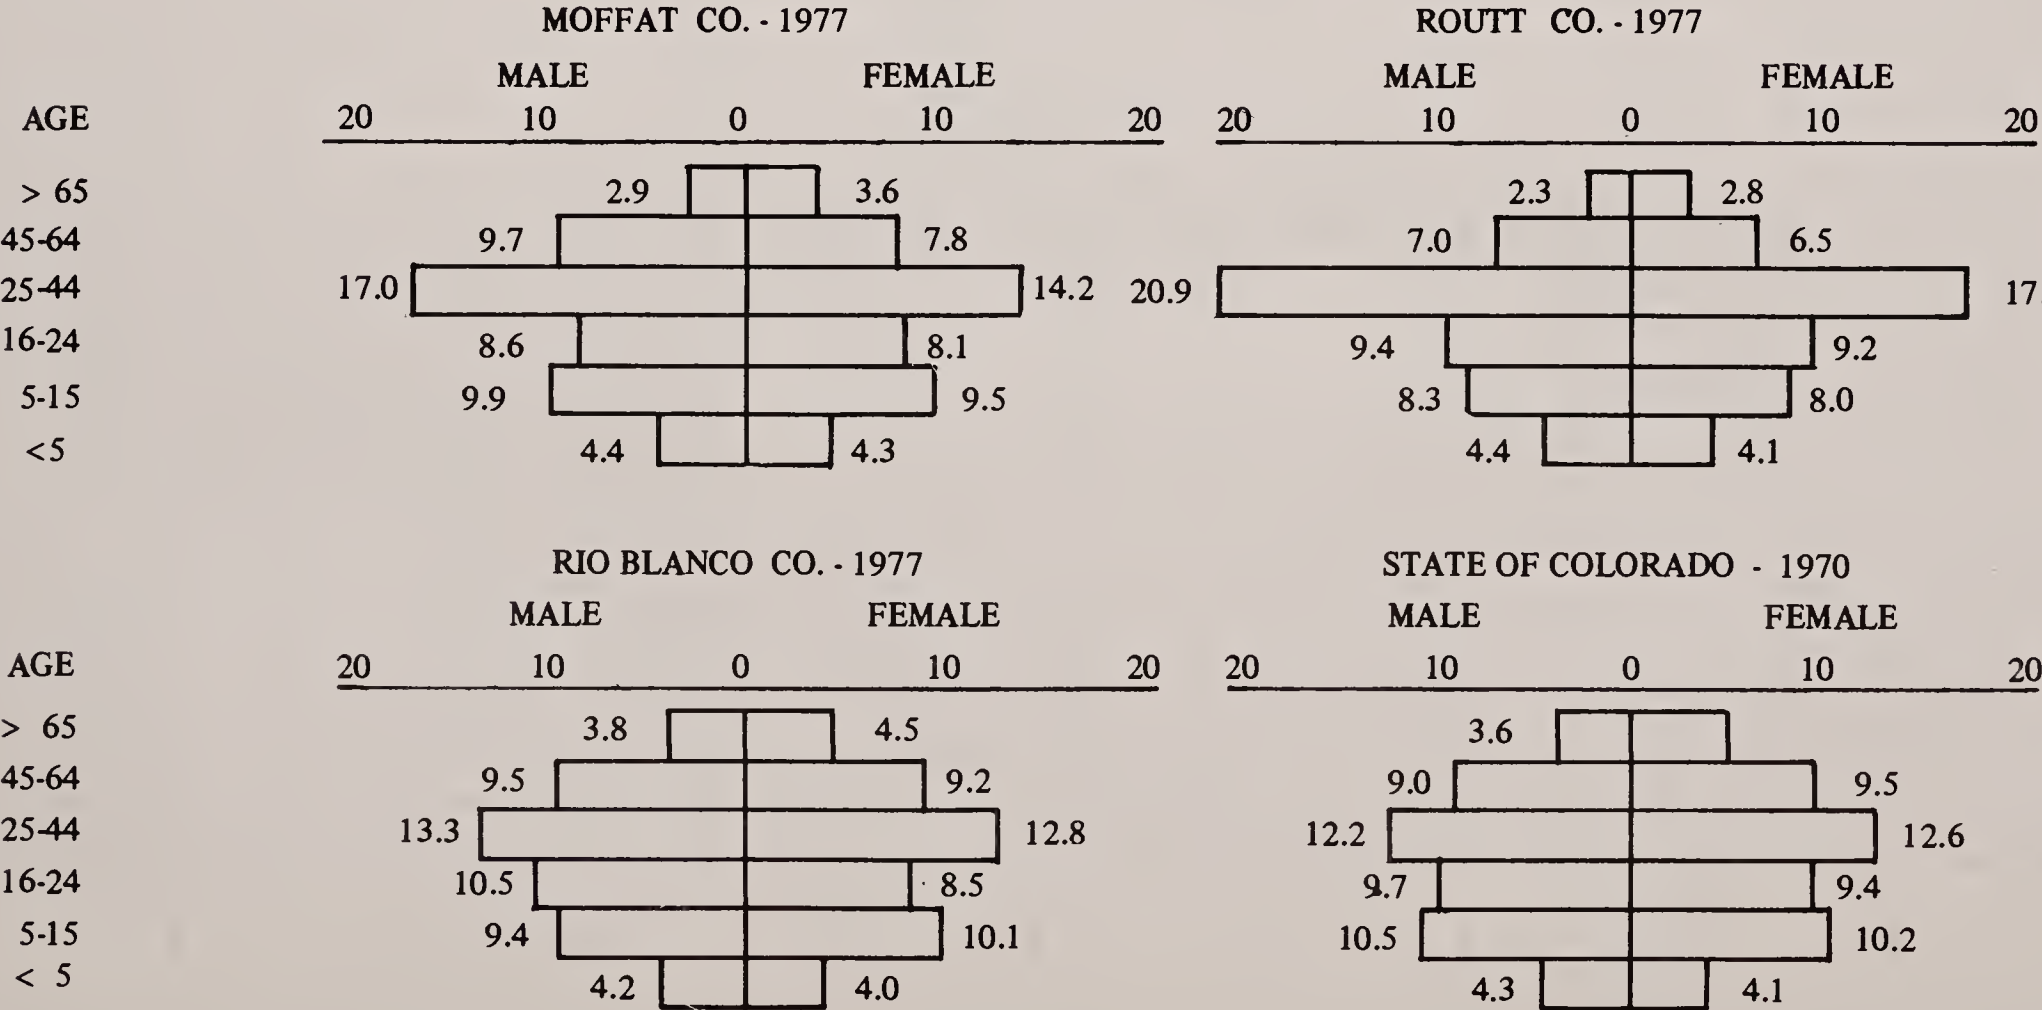 MOFFAT CO. - 1977 ROUTT CO. - 1977
MALE FEMALE MALE FEMALE
AGE 20 10 0 10 20 20 10 0 10 20
> 65 2.9 3.6 2.3 2.8
45-64 9.7 7.8 7.0 6.5
25-44 17.0 14.2 20.9 17
16-24 8.6 8.1 9.4 9.2
5-15 9.9 9.5 8.3 8.0
<5 4.4 4.3 4.4 4.1
RIO BLANCO CO. - 1977 STATE OF COLORADO - 1970
MALE FEMALE MALE FEMALE
AGE 20 10 0 10 20 20 10 0 10 20
> 65 3.8 4.5 3.6
45-64 9.5 9.2 9.0 9.5
25-44 13.3 12.8 12.2 12.6
16-24 10.5 8.5 9.7 9.4
5-15 9.4 10.1 10.5 10.2
< 5 4.2 4.0 4.3 4.1